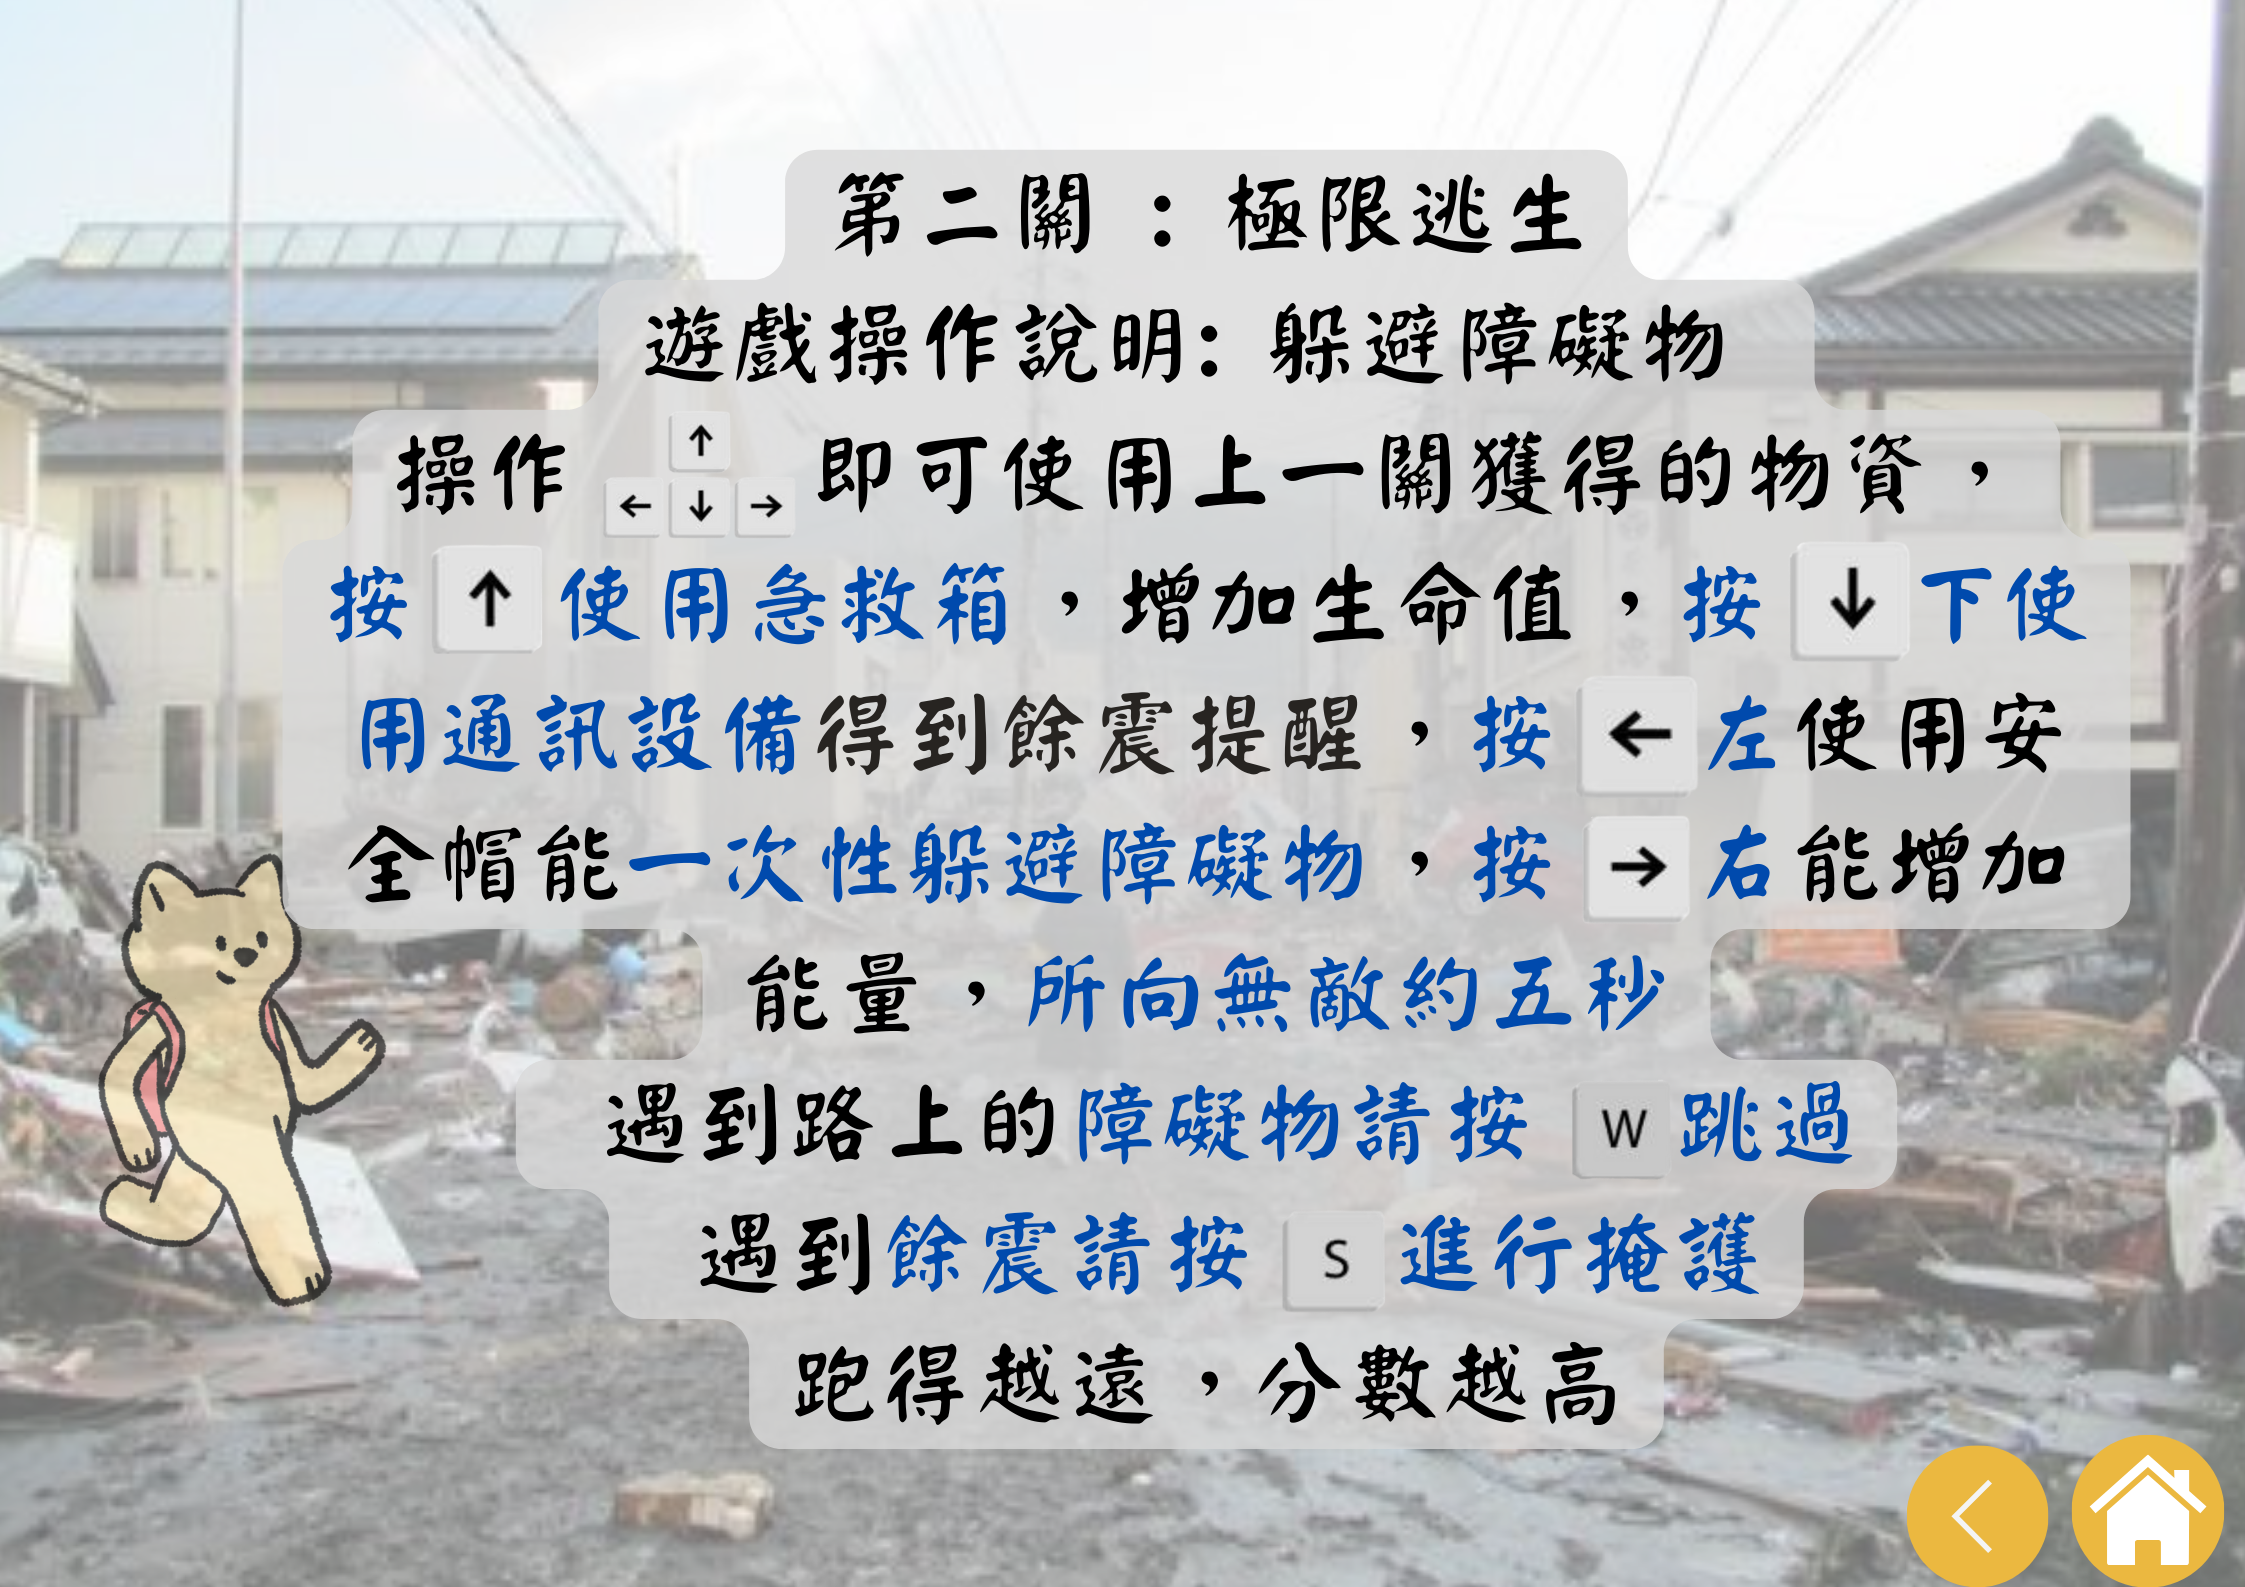 第二關 : 極限逃生
遊戲操作說明: 躲避障礙物
操作 ↑ ← ↓ → 即可使用上一關獲得的物資，
按 ↑ 使用急救箱，增加生命值，按 ↓ 下使
用通訊設備得到餘震提醒，按 ← 左使用安
全帽能一次性躲避障礙物，按 → 右能增加
能量，所向無敵約五秒
遇到路上的障礙物請按 W 跳過
遇到餘震請按 S 進行掩護
跑得越遠，分數越高